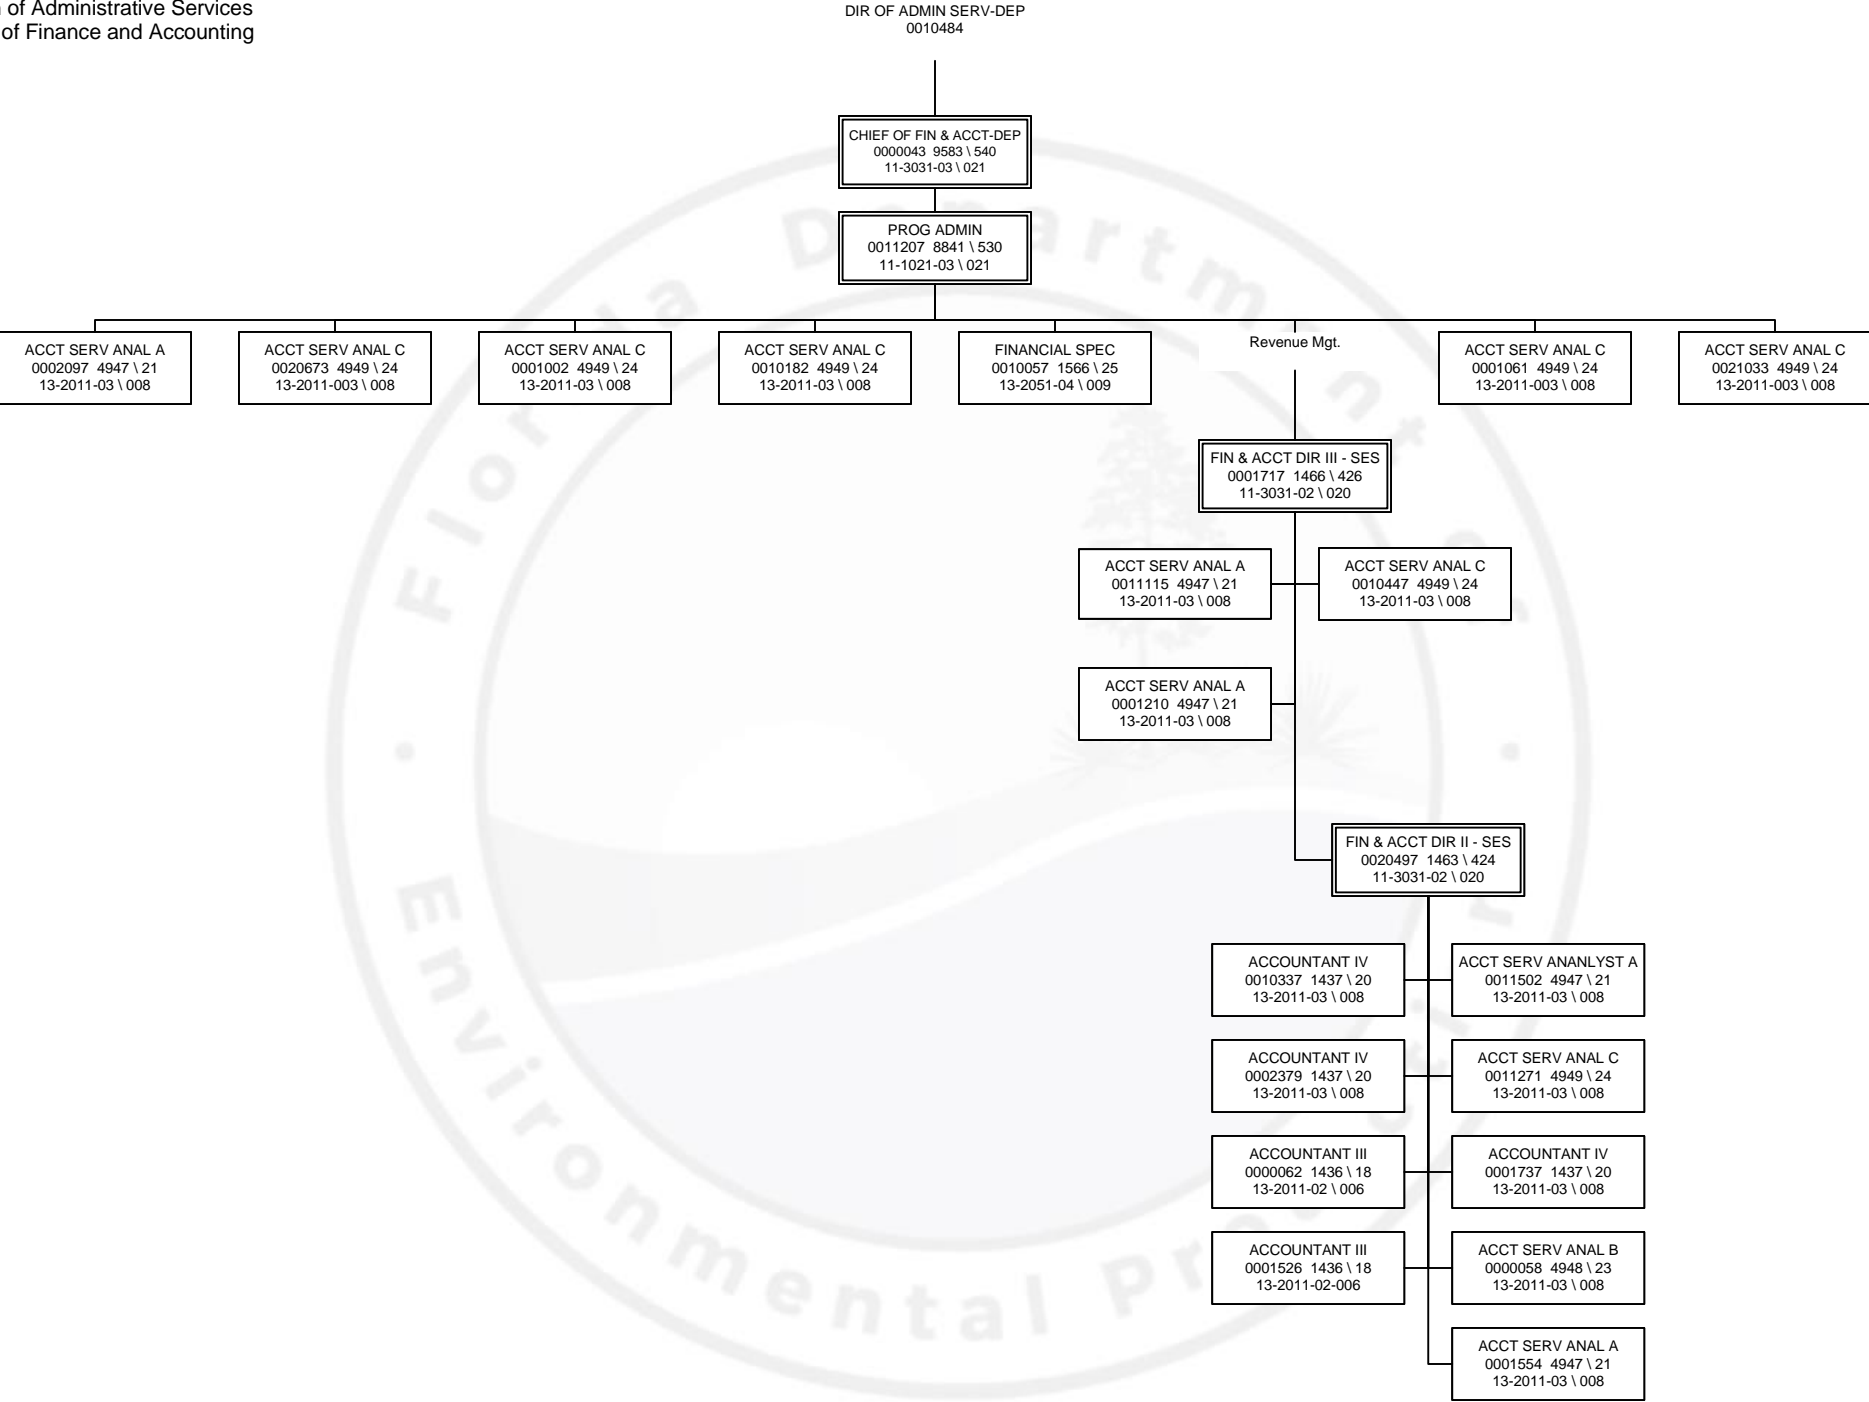 of Administrative Services
of Finance and Accounting
DIR OF ADMIN SERV-DEP
0010484
CHIEF OF FIN & ACCT-DEP
0000043 9583 \ 540
11-3031-03 \ 021
PROG ADMIN
0011207 8841 \ 530
11-1021-03 \ 021
ACCT SERV ANAL A
0002097 4947 \ 21
13-2011-03 \ 008
ACCT SERV ANAL C
0020673 4949 \ 24
13-2011-003 \ 008
ACCT SERV ANAL C
0001002 4949 \ 24
13-2011-03 \ 008
ACCT SERV ANAL C
0010182 4949 \ 24
13-2011-03 \ 008
FINANCIAL SPEC
0010057 1566 \ 25
13-2051-04 \ 009
Revenue Mgt.
ACCT SERV ANAL C
0001061 4949 \ 24
13-2011-003 \ 008
ACCT SERV ANAL C
0021033 4949 \ 24
13-2011-003 \ 008
FIN & ACCT DIR III - SES
0001717 1466 \ 426
11-3031-02 \ 020
ACCT SERV ANAL A
0011115 4947 \ 21
13-2011-03 \ 008
ACCT SERV ANAL C
0010447 4949 \ 24
13-2011-03 \ 008
ACCT SERV ANAL A
0001210 4947 \ 21
13-2011-03 \ 008
FIN & ACCT DIR II - SES
0020497 1463 \ 424
11-3031-02 \ 020
ACCOUNTANT IV
0010337 1437 \ 20
13-2011-03 \ 008
ACCT SERV ANANLYST A
0011502 4947 \ 21
13-2011-03 \ 008
ACCOUNTANT IV
0002379 1437 \ 20
13-2011-03 \ 008
ACCT SERV ANAL C
0011271 4949 \ 24
13-2011-03 \ 008
ACCOUNTANT III
0000062 1436 \ 18
13-2011-02 \ 006
ACCOUNTANT IV
0001737 1437 \ 20
13-2011-03 \ 008
ACCOUNTANT III
0001526 1436 \ 18
13-2011-02-006
ACCT SERV ANAL B
0000058 4948 \ 23
13-2011-03 \ 008
ACCT SERV ANAL A
0001554 4947 \ 21
13-2011-03 \ 008
Florida Department of
Environmental